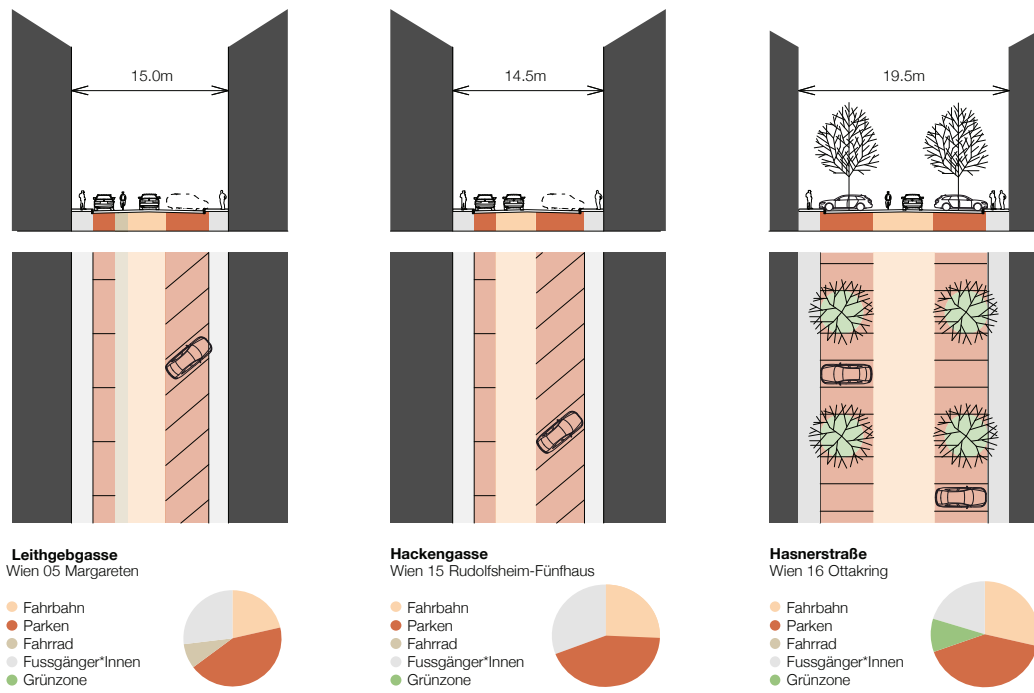 15.0m
14.5m
19.5m
Leithgebgasse
Wien 05 Margareten
Fahrbahn
Parken
Fahrrad
Fussgänger*Innen
Grünzone
Hackengasse
Wien 15 Rudolfsheim-Fünfhaus
Fahrbahn
Parken
Fahrrad
Fussgänger*Innen
Grünzone
Hasnerstraße
Wien 16 Ottakring
Fahrbahn
Parken
Fahrrad
Fussgänger*Innen
Grünzone